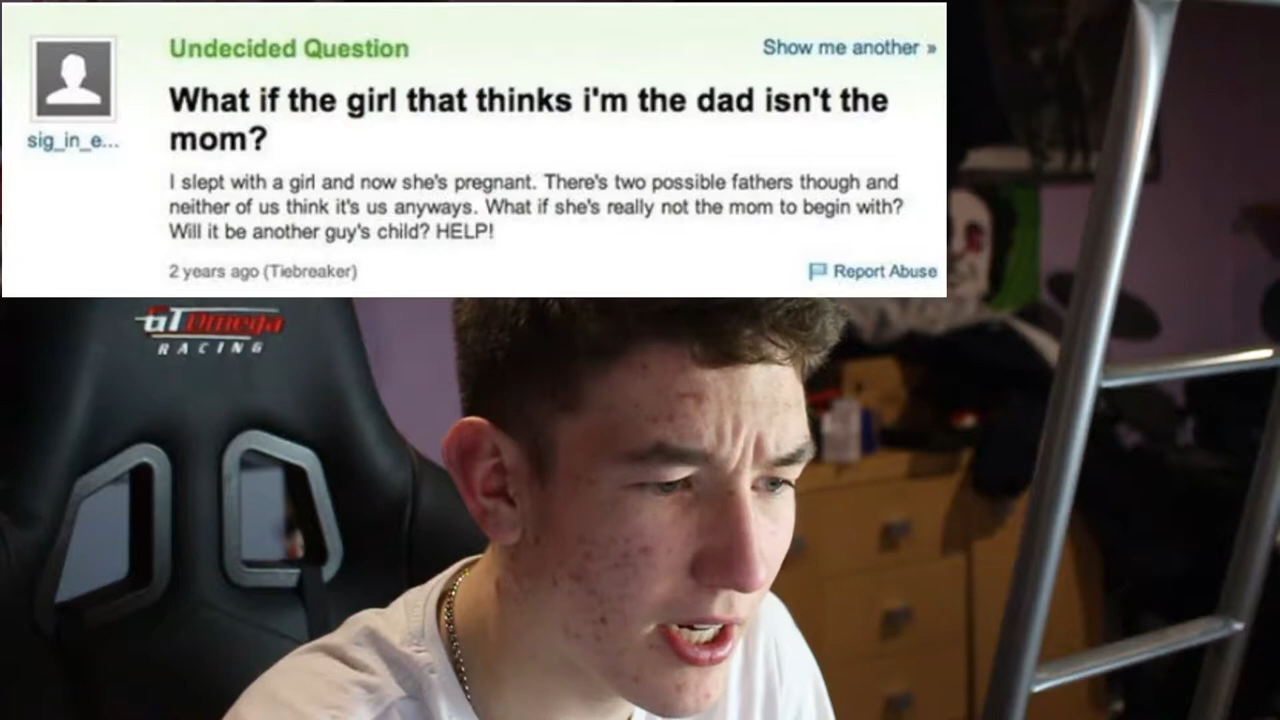 Undecided Question
Show me another »
What if the girl that thinks i'm the dad isn't the
mom?
sig_in_e...
I slept with a girl and now she's pregnant. There's two possible fathers though and
neither of us think it's us anyways. What if she's really not the mom to begin with?
Will it be another guy's child? HELP!
2 years ago (Tiebreaker)
Report Abuse
GT Omega
RACING